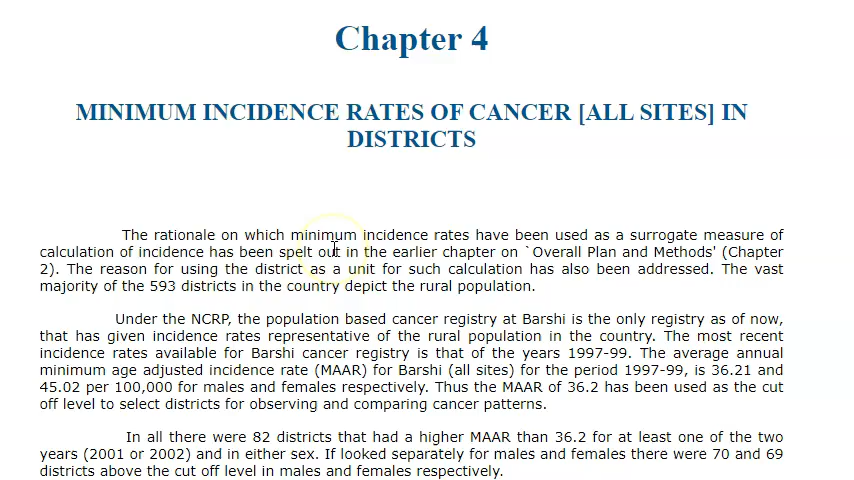 Chapter 4
MINIMUM INCIDENCE RATES OF CANCER [ALL SITES] IN
DISTRICTS
The rationale on which minimum incidence rates have been used as a surrogate measure of
calculation of incidence has been spelt out in the earlier chapter on `Overall Plan and Methods' (Chapter
2). The reason for using the district as a unit for such calculation has also been addressed. The vast
majority of the 593 districts in the country depict the rural population.
Under the NCRP, the population based cancer registry at Barshi is the only registry as of now,
that has given incidence rates representative of the rural population in the country. The most recent
incidence rates available for Barshi cancer registry is that of the years 1997-99. The average annual
minimum age adjusted incidence rate (MAAR) for Barshi (all sites) for the period 1997-99, is 36.21 and
45.02 per 100,000 for males and females respectively. Thus the MAAR of 36.2 has been used as the cut
off level to select districts for observing and comparing cancer patterns.
In all there were 82 districts that had a higher MAAR than 36.2 for at least one of the two
years (2001 or 2002) and in either sex. If looked separately for males and females there were 70 and 69
districts above the cut off level in males and females respectively.